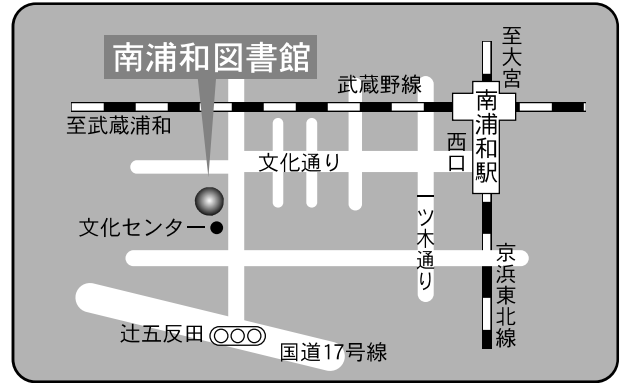 至大宮
南浦和図書館
武蔵野線
南浦和駅
至武蔵浦和
西口
文化通り
一ツ木通り
文化センター
京浜東北線
辻五反田
国道17号線